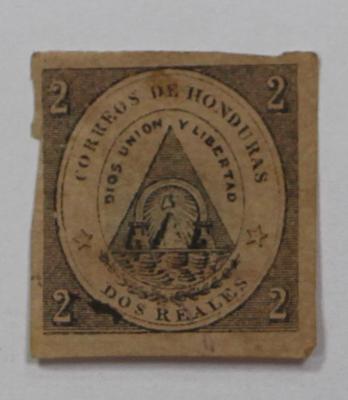 2 2
CORREOS DE HONDURAS
DIOS UNION Y LIBERTAD
DOS REALES
2 2